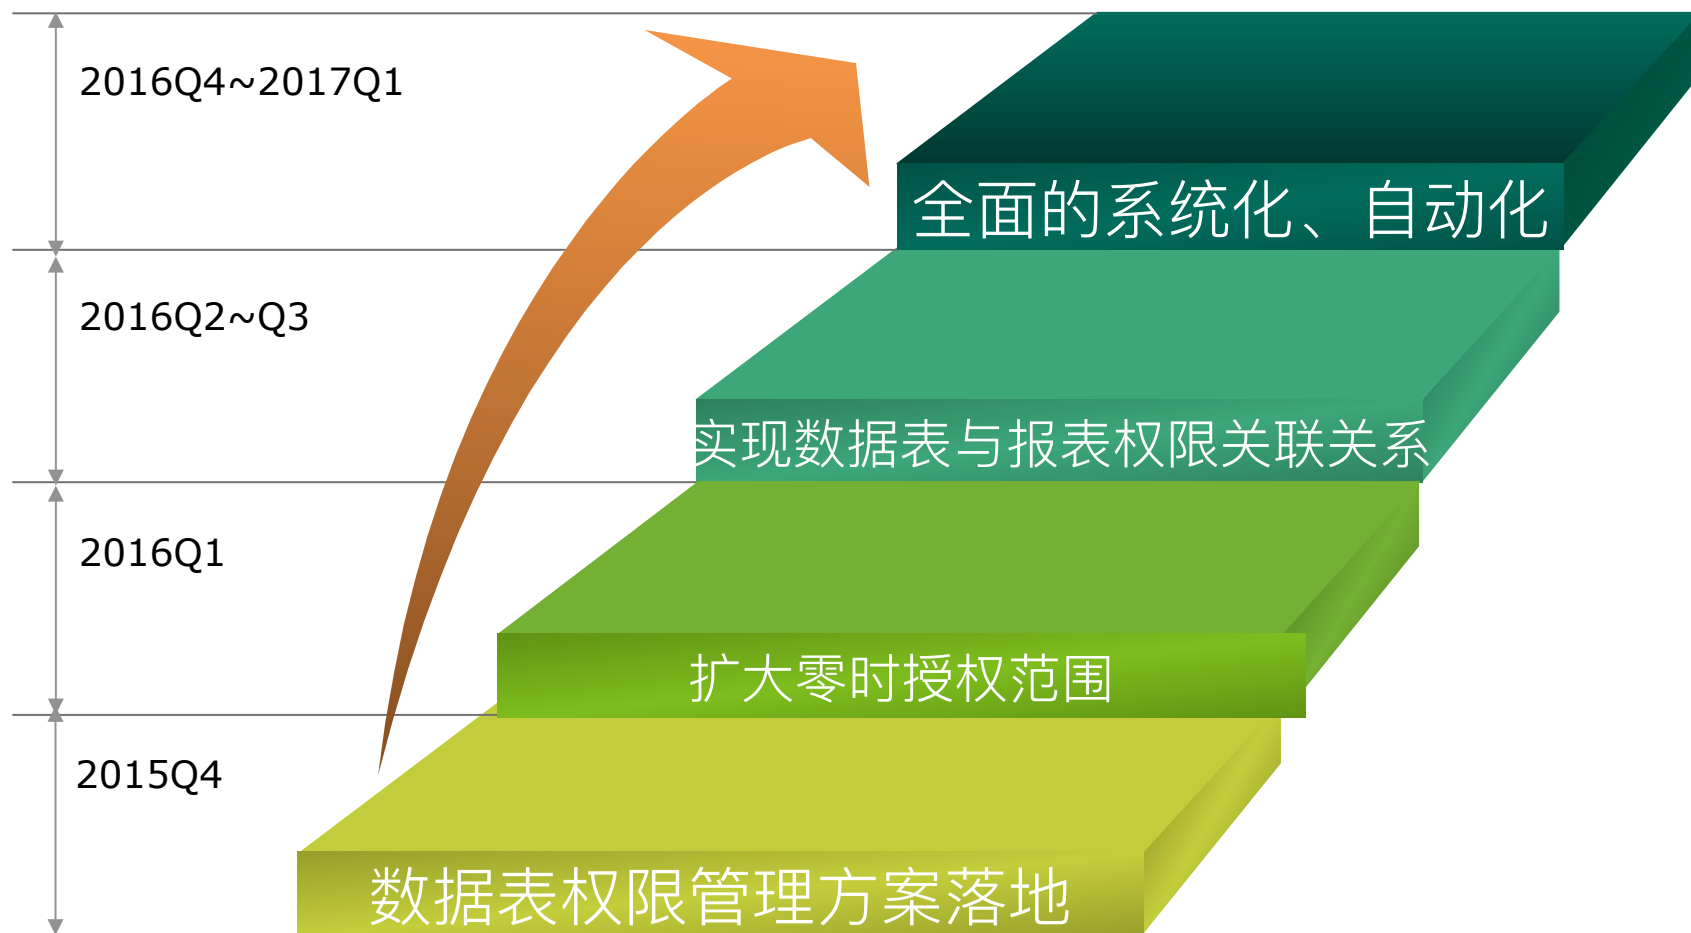 2016Q4~2017Q1
全面的系统化、自动化
2016Q2~Q3
实现数据表与报表权限关联关系
2016Q1
扩大零时授权范围
2015Q4
数据表权限管理方案落地